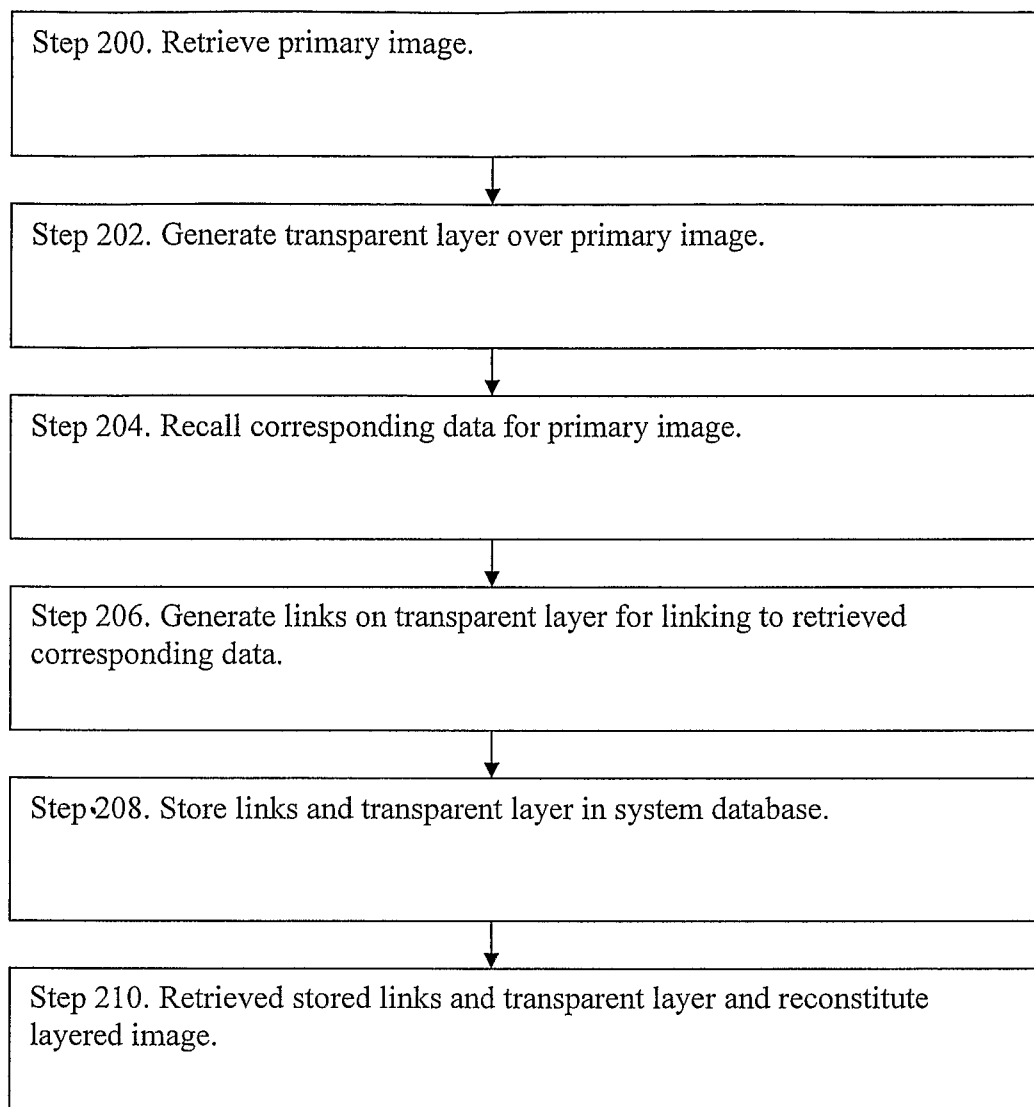 Step 200. Retrieve primary image.
Step 202. Generate transparent layer over primary image.
Step 204. Recall corresponding data for primary image.
Step 206. Generate links on transparent layer for linking to retrieved
corresponding data.
Step 208. Store links and transparent layer in system database.
Step 210. Retrieved stored links and transparent layer and reconstitute
layered image.